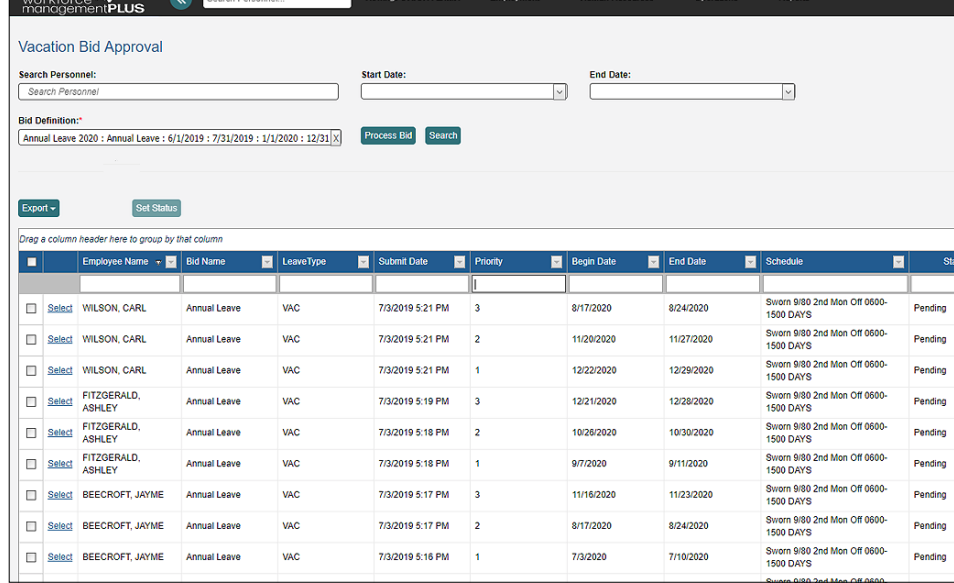 workforce
managementPLUS
Vacation Bid Approval
Search Personnel: Start Date: End Date:
Search Personnel
Bid Definition:*
Annual Leave 2020 : Annual Leave : 6/1/2019 : 7/31/2019 : 1/1/2020 : 12/31 X Process Bid Search
Export Set Status
Drag a column header here to group by that column
Employee Name Bid Name LeaveType Submit Date Priority Begin Date End Date Schedule
Select WILSON, CARL Annual Leave VAC 7/3/2019 5:21 PM 3 8/17/2020 8/24/2020 Sworn 9/80 2nd Mon Off 0600- Pending
1500 DAYS
Select WILSON, CARL Annual Leave VAC 7/3/2019 5:21 PM 2 11/20/2020 11/27/2020 Sworn 9/80 2nd Mon Off 0600- Pending
1500 DAYS
Select WILSON, CARL Annual Leave VAC 7/3/2019 5:21 PM 1 12/22/2020 12/29/2020 Sworn 9/80 2nd Mon Off 0600- Pending
1500 DAYS
Select FITZGERALD, Annual Leave VAC 7/3/2019 5:19 PM 3 12/21/2020 12/28/2020 Sworn 9/80 2nd Mon Off 0600- Pending
ASHLEY 1500 DAYS
Select FITZGERALD, Annual Leave VAC 7/3/2019 5:18 PM 2 10/26/2020 10/30/2020 Sworn 9/80 2nd Mon Off 0600- Pending
ASHLEY 1500 DAYS
Select FITZGERALD, Annual Leave VAC 7/3/2019 5:18 PM 1 9/7/2020 9/11/2020 Sworn 9/80 2nd Mon Off 0600- Pending
ASHLEY 1500 DAYS
Select BEECROFT, JAYME Annual Leave VAC 7/3/2019 5:17 PM 3 11/16/2020 11/23/2020 Sworn 9/80 2nd Mon Off 0600- Pending
1500 DAYS
Select BEECROFT, JAYME Annual Leave VAC 7/3/2019 5:17 PM 2 8/17/2020 8/24/2020 Sworn 9/80 2nd Mon Off 0600- Pending
1500 DAYS
Select BEECROFT, JAYME Annual Leave VAC 7/3/2019 5:16 PM 1 7/3/2020 7/10/2020 Sworn 9/80 2nd Mon Off 0600- Pending
1500 DAYS